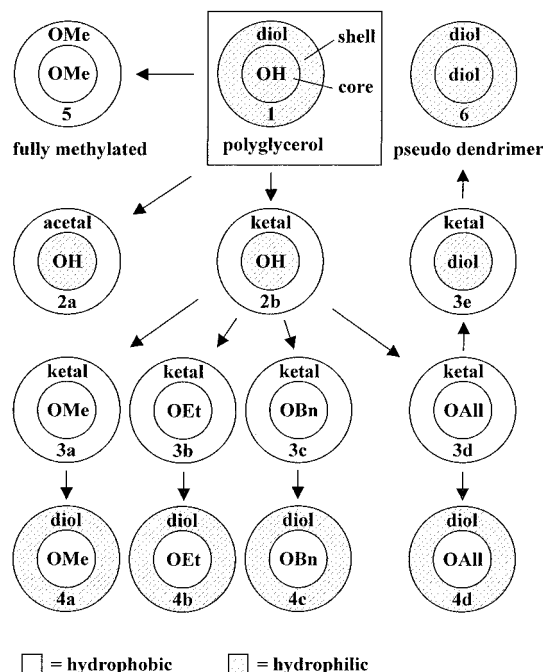 OMe
OMe
5
fully methylated
diol
OH
1
polyglycerol
shell
core
diol
diol
6
pseudo dendrimer
acetal
OH
2a
ketal
OH
2b
ketal
diol
3e
ketal
OMe
3a
ketal
OEt
3b
ketal
OBn
3c
ketal
OAll
3d
diol
OMe
4a
diol
OEt
4b
diol
OBn
4c
diol
OAll
4d
= hydrophobic
= hydrophilic